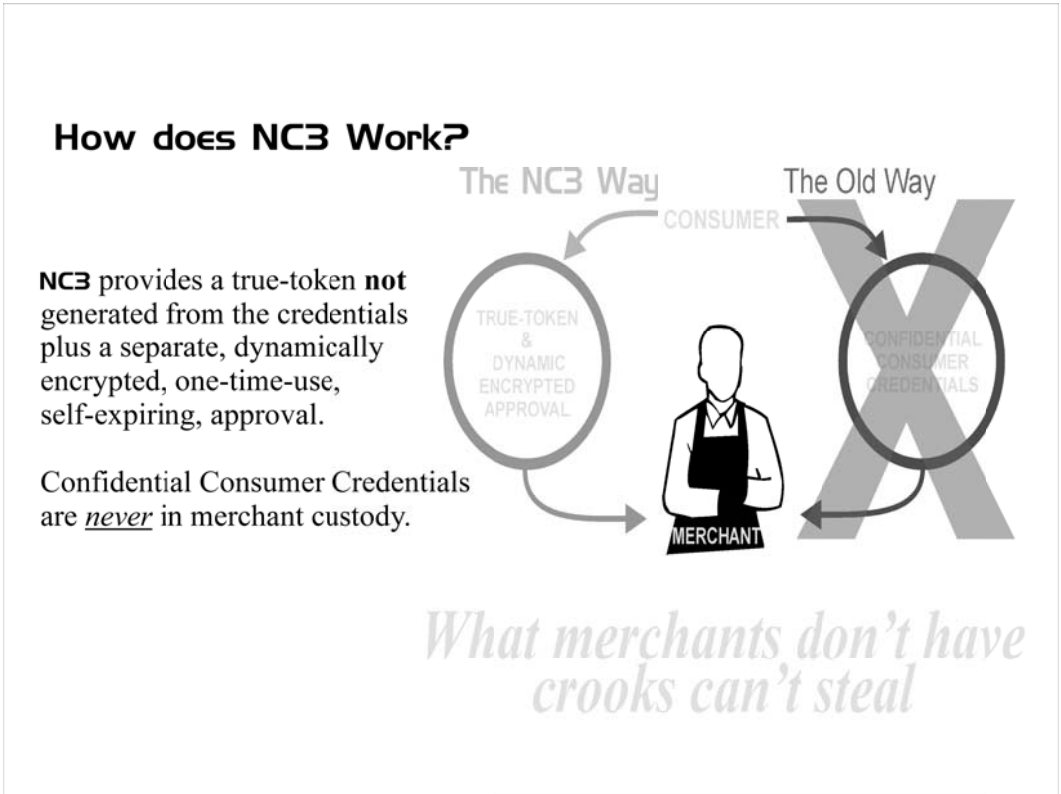 How does NC3 Work?
The NC3 Way
The Old Way
CONSUMER
NC3 provides a true-token not
generated from the credentials
plus a separate, dynamically
encrypted, one-time-use,
self-expiring, approval.
Confidential Consumer Credentials
are never in merchant custody.
TRUE-TOKEN
&
DYNAMIC
ENCRYPTED
APPROVAL
CONFIDENTIAL
CONSUMER
CREDENTIALS
MERCHANT
What merchants don't have
crooks can't steal